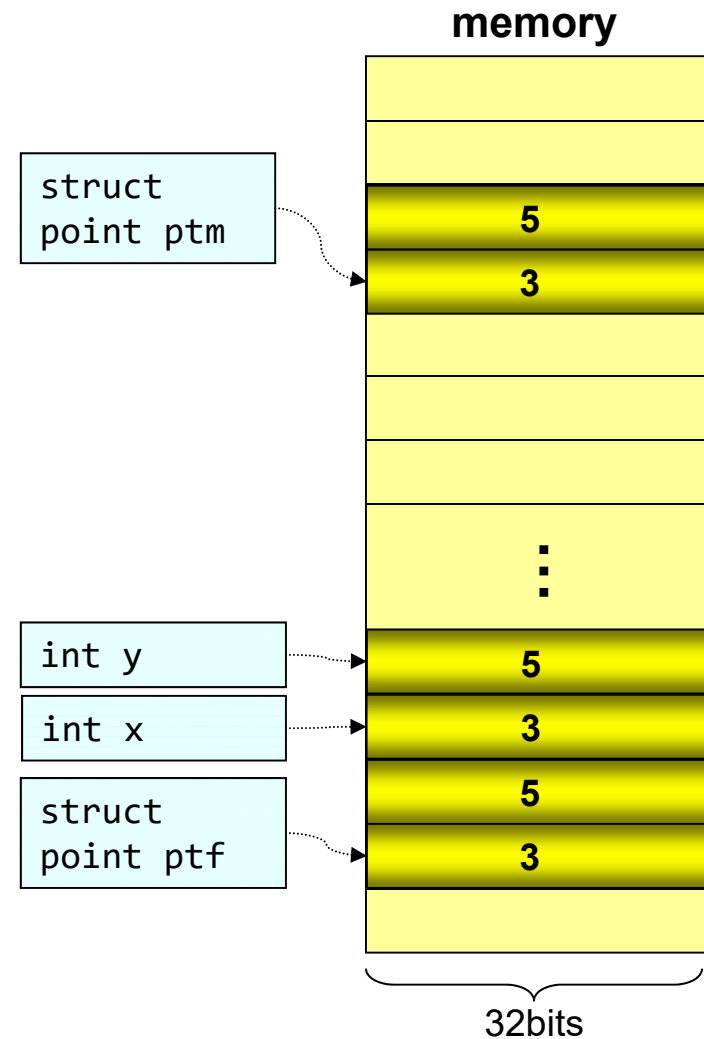 memory
struct
point ptm
5
3
⋮
int y
5
int x
3
5
struct
point ptf
3
32bits